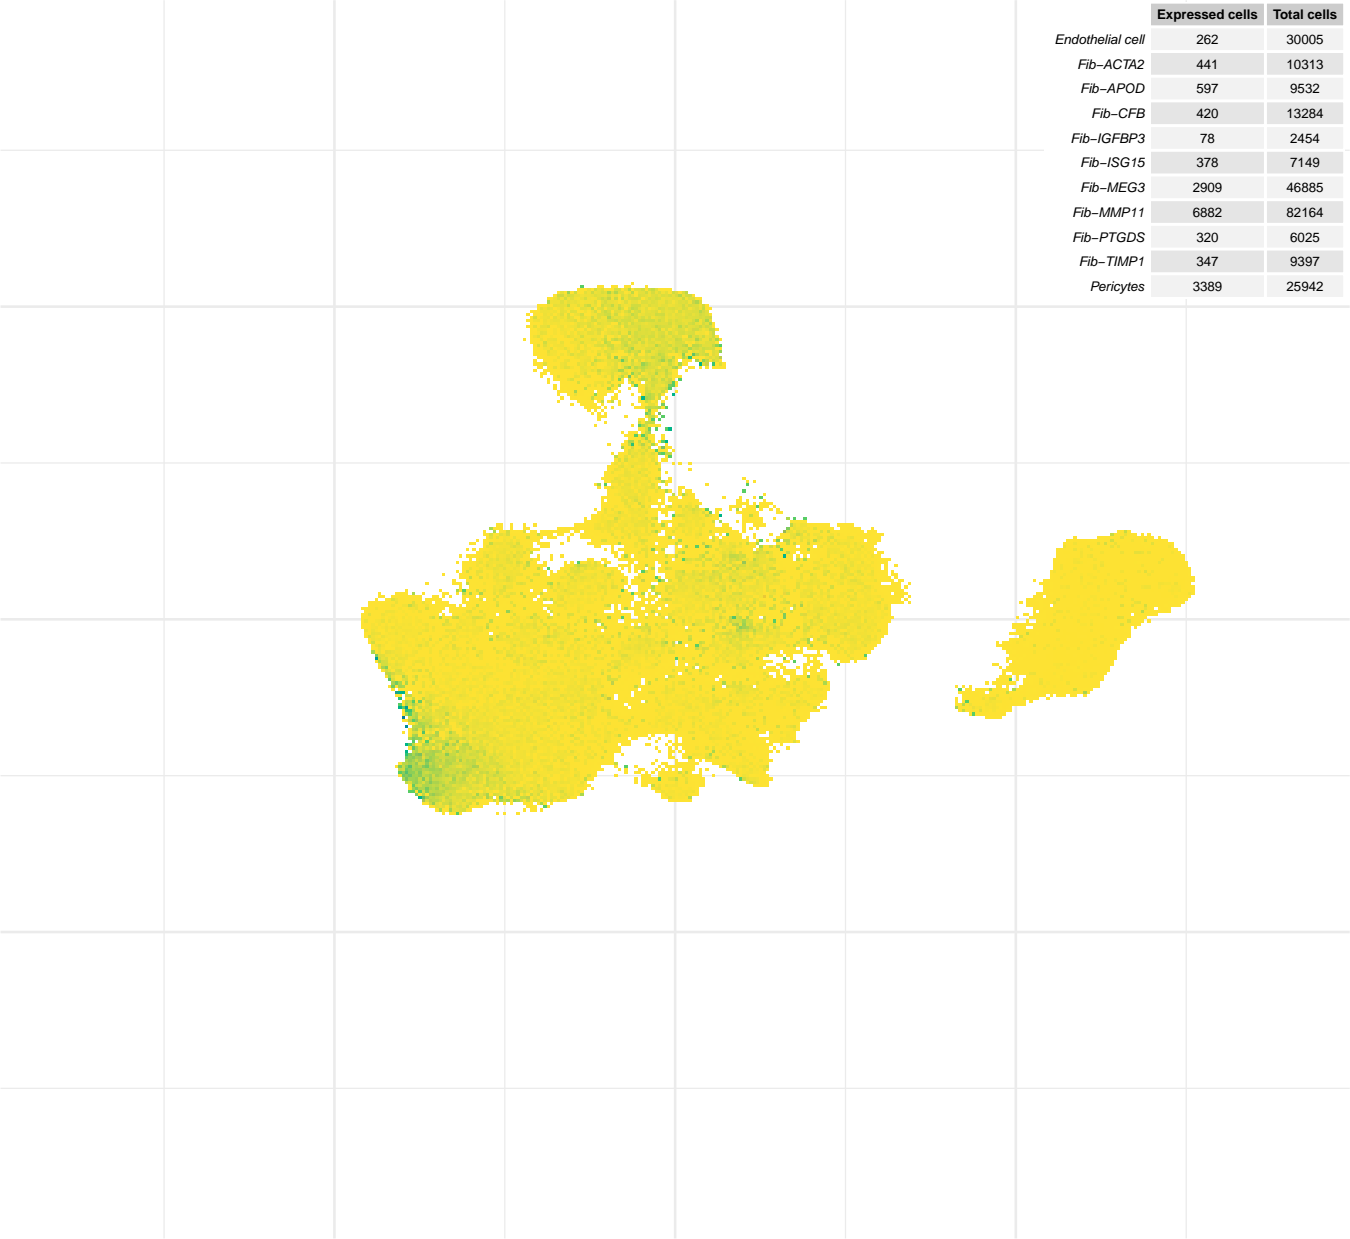 Expressed cells Total cells
Endothelial cell 262 30005
Fib−ACTA2 441 10313
Fib−APOD 597 9532
Fib−CFB 420 13284
Fib−IGFBP3 78 2454
Fib−ISG15 378 7149
Fib−MEG3 2909 46885
Fib−MMP11 6882 82164
Fib−PTGDS 320 6025
Fib−TIMP1 347 9397
Pericytes 3389 25942